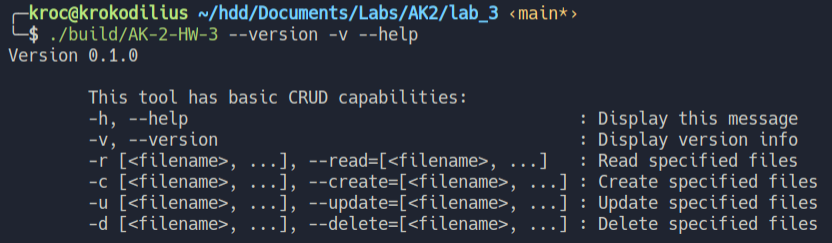 ┌─kroc@krokodilius ~/hdd/Documents/Labs/AK2/lab_3 ‹main*›
└─$ ./build/AK-2-HW-3 --version -v --help
Version 0.1.0
This tool has basic CRUD capabilities:
-h, --help : Display this message
-v, --version : Display version info
-r [<filename>, ...], --read=[<filename>, ...] : Read specified files
-c [<filename>, ...], --create=[<filename>, ...] : Create specified files
-u [<filename>, ...], --update=[<filename>, ...] : Update specified files
-d [<filename>, ...], --delete=[<filename>, ...] : Delete specified files